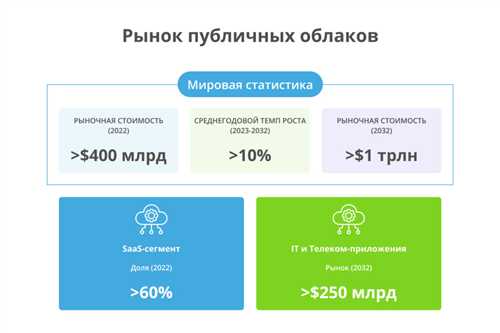 Рынок публичных облаков
Мировая статистика
РЫНОЧНАЯ СТОИМОСТЬ
(2022)
>$400 млрд
СРЕДНЕГОДОВОЙ ТЕМП РОСТА
(2023-2032)
>10%
РЫНОЧНАЯ СТОИМОСТЬ
(2032)
>$1 трлн
SaaS-сегмент
Доля (2022)
>60%
IT и Телеком-приложения
Рынок (2032)
>$250 млрд